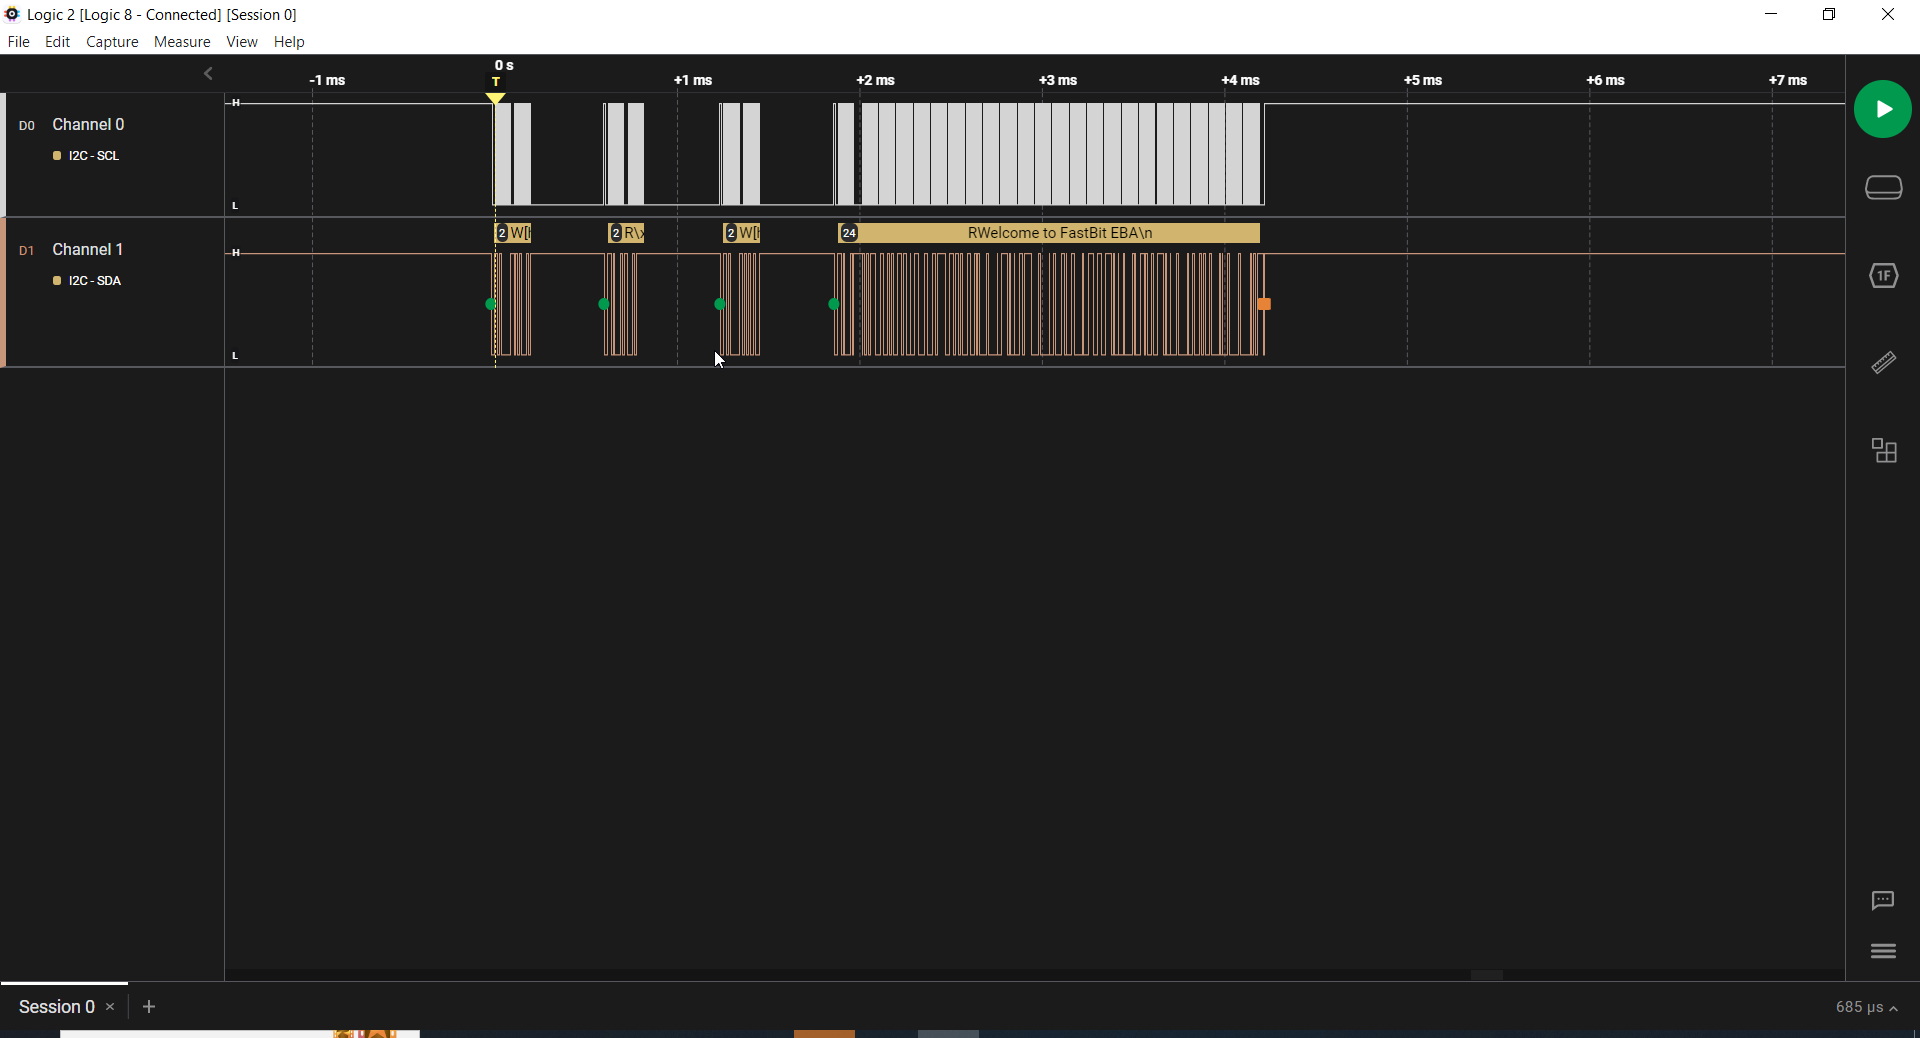 Logic 2 [Logic 8 - Connected] [Session 0]
File Edit Capture Measure View Help
0 s
T
-1 ms +1 ms +2 ms +3 ms +4 ms +5 ms +6 ms +7 ms
H
D0 Channel 0
I2C - SCL
L
2 W[ 2 R\x 2 W[ 24 RWelcome to FastBit EBA\n
D1 Channel 1
H
I2C - SDA
1F
L
Session 0 × +
685 µs